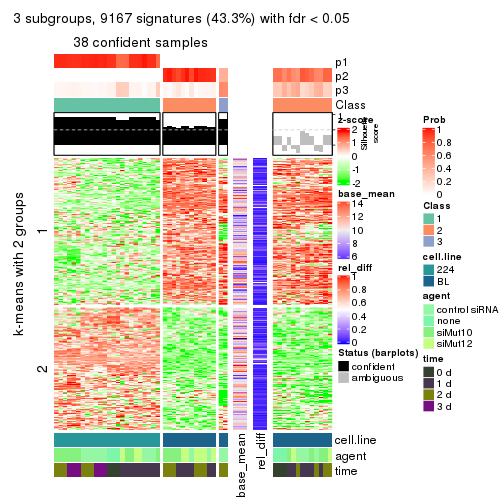 3 subgroups, 9167 signatures (43.3%) with fdr < 0.05
38 confident samples
p1
p2
p3
Class
1
Silhouette
score
k-means with 2 groups
1
2
z-score
2
1
0
-1
-2
base_mean
14
12
10
8
6
rel_diff
1
0.8
0.6
0.4
0.2
0
Status (barplots)
confident
ambiguous
Prob
1
0.8
0.6
0.4
0.2
0
Class
1
2
3
cell.line
224
BL
agent
control siRNA
none
siMut10
siMut12
time
0 d
1 d
2 d
3 d
cell.line
agent
time
base_mean
rel_diff